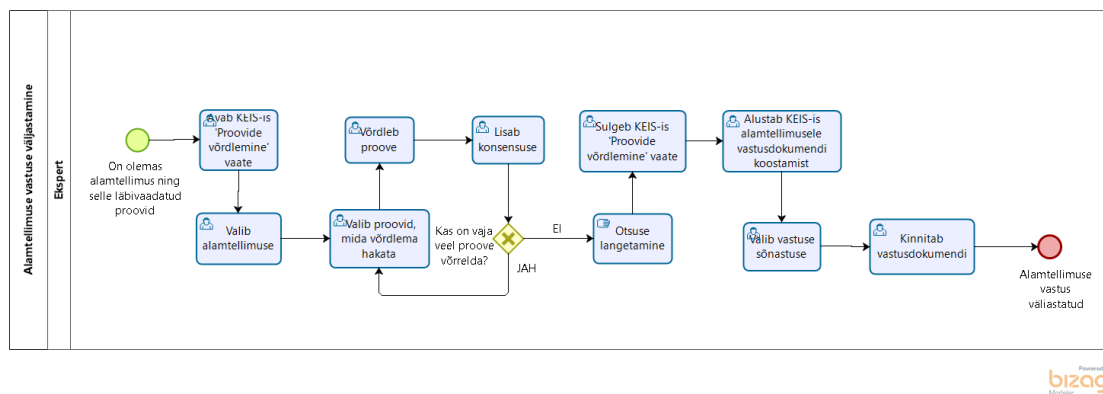 Alamtellimuse vastuse väljastamine
Ekspert
On olemas
alamtellimus ning
selle läbivaadatud
proovid
Avab KEIS-is
'Proovide
võrdlemine'
vaate
Valib
alamtellimuse
Valib proovid,
mida võrdlema
hakata
Võrdleb
proove
Lisab
konsensuse
Kas on vaja
veel proove
võrrelda?
EI
JAH
Otsuse
langetamine
Sulgeb KEIS-is
'Proovide
võrdlemine' vaate
Alustab KEIS-is
alamtellimusele
vastusdokumendi
koostamist
Valib vastuse
sõnastuse
Kinnitab
vastusdokumendi
Alamtellimuse
vastus
väljastatud
Powered
bizag
Modeler